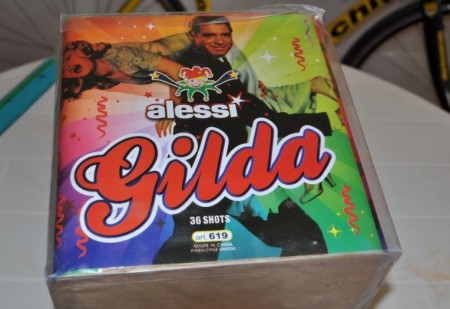 alessi
Gilda
36 SHOTS
art. 619
MADE IN CHINA